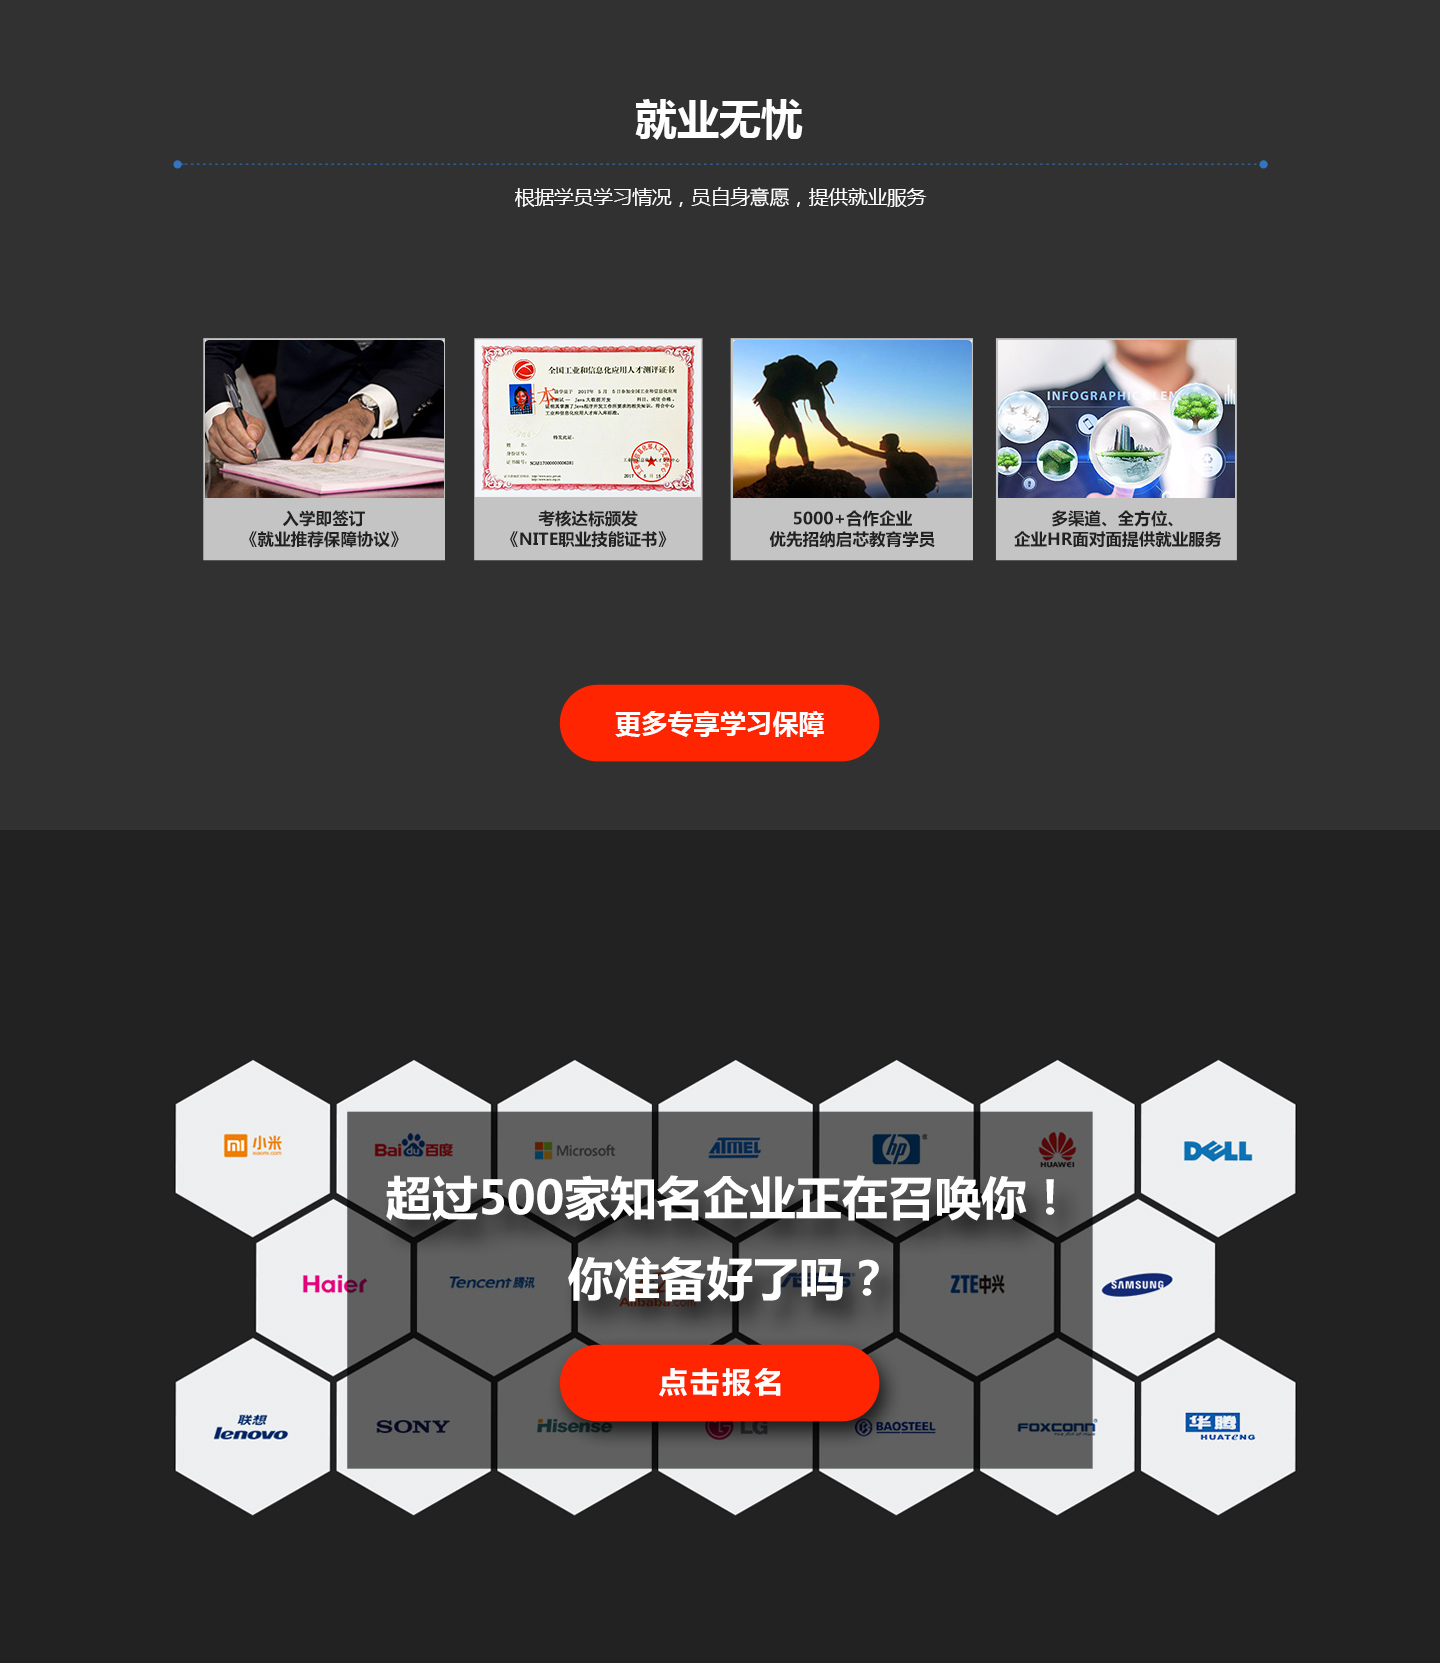 就业无忧
根据学员学习情况，员自身意愿，提供就业服务
全国工业和信息化应用人才测评证书
INFOGRAPHIC ELEM
入学即签订
《就业推荐保障协议》
考核达标颁发
《NITE职业技能证书》
5000+合作企业
优先招纳启芯教育学员
多渠道、全方位、
企业HR面对面提供就业服务
更多专享学习保障
小米
xiaomi.com
Baidu百度
Microsoft
ATMEL
hp
HUAWEI
DELL
超过500家知名企业正在召唤你！
Haier
Tencent 腾讯
你准备好了吗？
Alibaba.com
ZTE中兴
SAMSUNG
点击报名
联想
lenovo
SONY
Hisense
LG
BAOSTEEL
FOXCONN
华腾
HUATENG